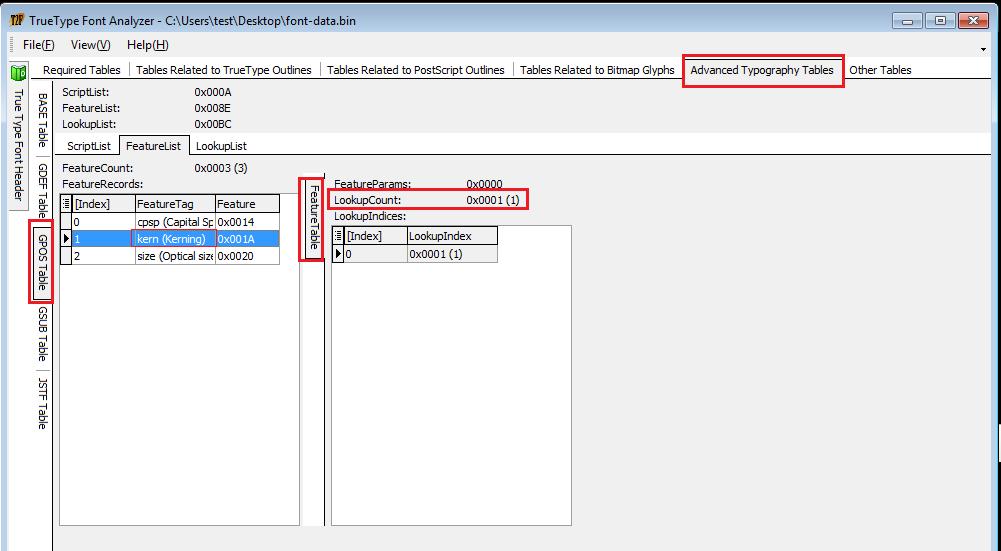 TrueType Font Analyzer - C:\Users\test\Desktop\font-data.bin
File(F) View(V) Help(H)
Required Tables Tables Related to TrueType Outlines Tables Related to PostScript Outlines Tables Related to Bitmap Glyphs Advanced Typography Tables Other Tables
True Type Font Header
BASE Table
GDEF Table
GPOS Table
GSUB Table
JSTF Table
ScriptList: 0x000A
FeatureList: 0x008E
LookupList: 0x00BC
ScriptList FeatureList LookupList
FeatureCount: 0x0003 (3)
FeatureRecords:
[Index] FeatureTag Feature
0 cpsp (Capital Sp 0x0014
1 kern (Kerning) 0x001A
2 size (Optical size 0x0020
FeatureTable
FeatureParams: 0x0000
LookupCount: 0x0001 (1)
LookupIndices:
[Index] LookupIndex
0 0x0001 (1)